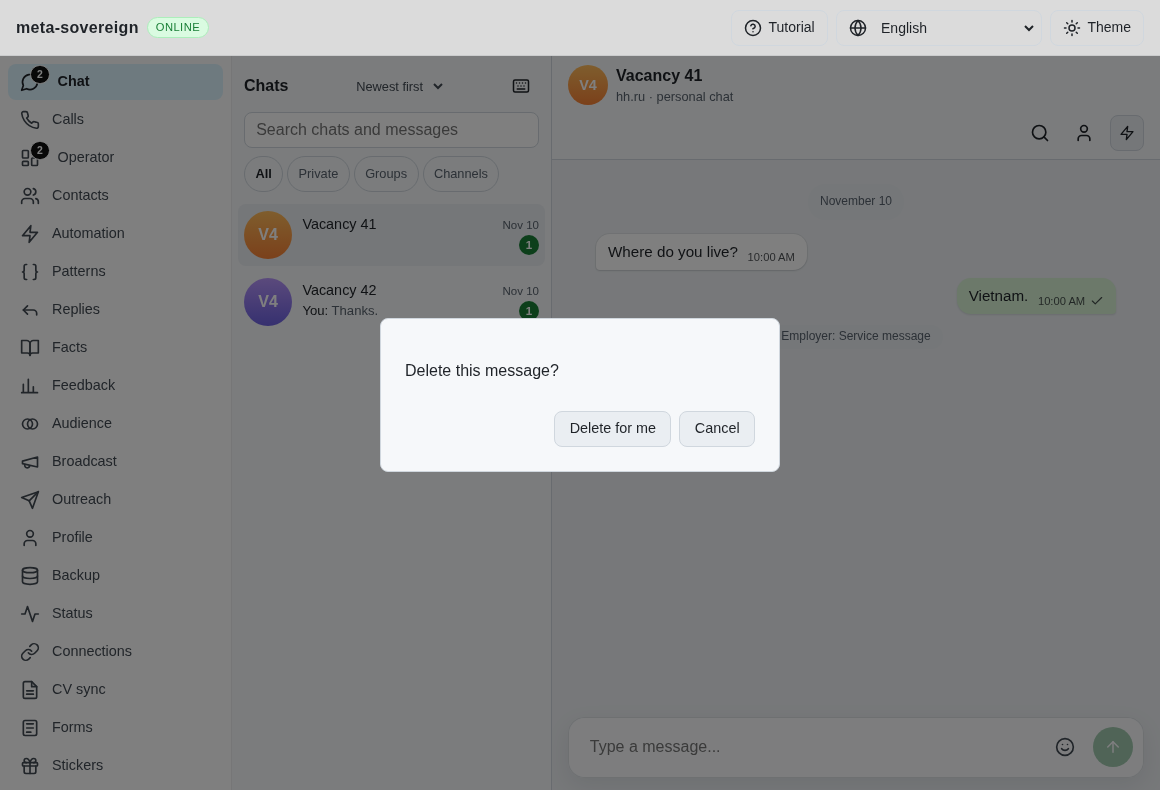 meta-sovereign ONLINE
Tutorial
English
Theme
2
Chat
Calls
2
Operator
Contacts
Automation
Patterns
Replies
Facts
Feedback
Audience
Broadcast
Outreach
Profile
Backup
Status
Connections
CV sync
Forms
Stickers
Chats
Newest first
Search chats and messages
All
Private
Groups
Channels
V4
Vacancy 41
Nov 10
1
V4
Vacancy 42
Nov 10
You: Thanks.
1
V4
Vacancy 41
hh.ru · personal chat
November 10
Where do you live? 10:00 AM
Vietnam. 10:00 AM
Employer: Service message
Delete this message?
Delete for me
Cancel
Type a message...